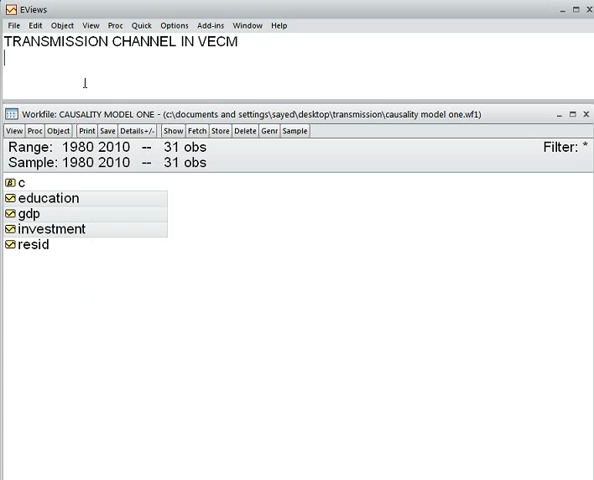 EViews
File Edit Object View Proc Quick Options Add-ins Window Help
TRANSMISSION CHANNEL IN VECM
Workfile: CAUSALITY MODEL ONE - (c:\documents and settings\sayed\desktop\transmission\causality model one.wf1)
View Proc Object Print Save Details+/- Show Fetch Store Delete Genr Sample
Range: 1980 2010 -- 31 obs Filter: *
Sample: 1980 2010 -- 31 obs
c
education
gdp
investment
resid